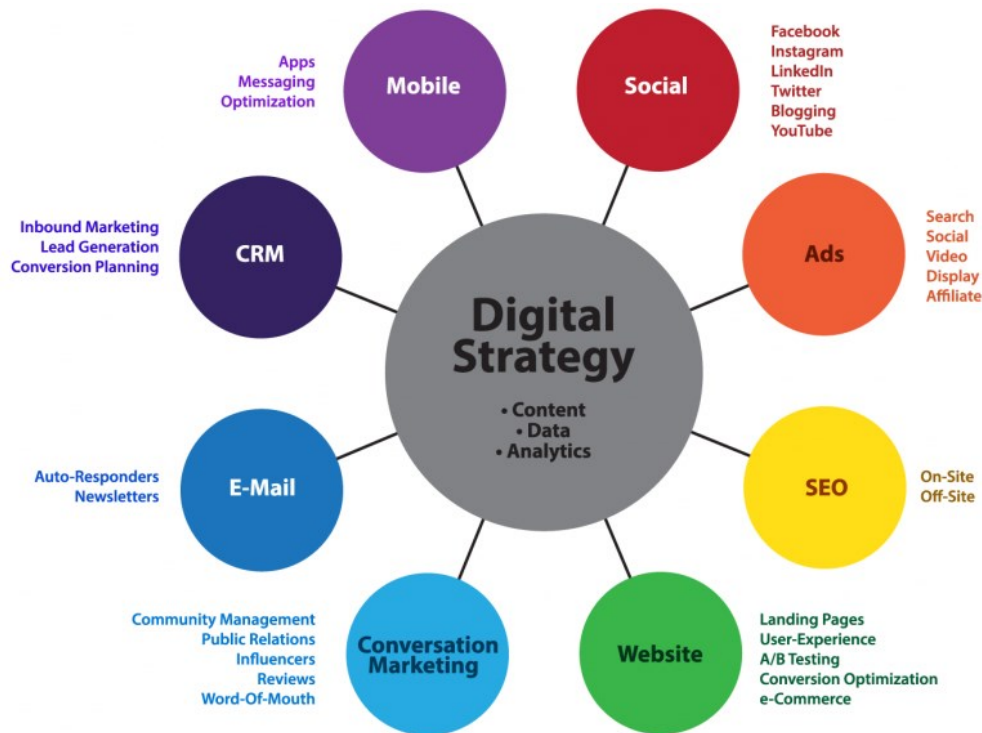 Mobile
Apps
Messaging
Optimization
Social
Facebook
Instagram
LinkedIn
Twitter
Blogging
YouTube
CRM
Inbound Marketing
Lead Generation
Conversion Planning
Ads
Search
Social
Video
Display
Affiliate
Digital
Strategy
• Content
• Data
• Analytics
E-Mail
Auto-Responders
Newsletters
SEO
On-Site
Off-Site
Conversation
Marketing
Community Management
Public Relations
Influencers
Reviews
Word-Of-Mouth
Website
Landing Pages
User-Experience
A/B Testing
Conversion Optimization
e-Commerce